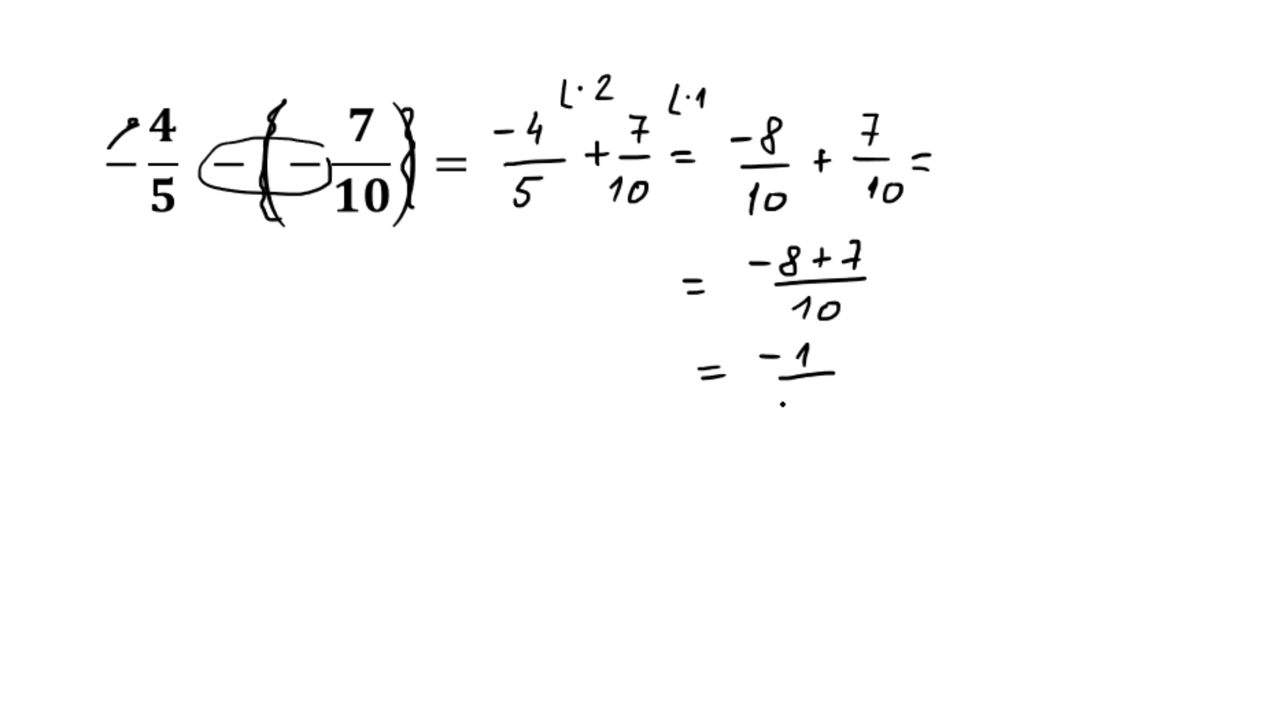 −4/5 − (−7/10) = −4/5 ⌊·2 + 7/10 ⌊·1 = −8/10 + 7/10 =
= −8+7/10
= −1/